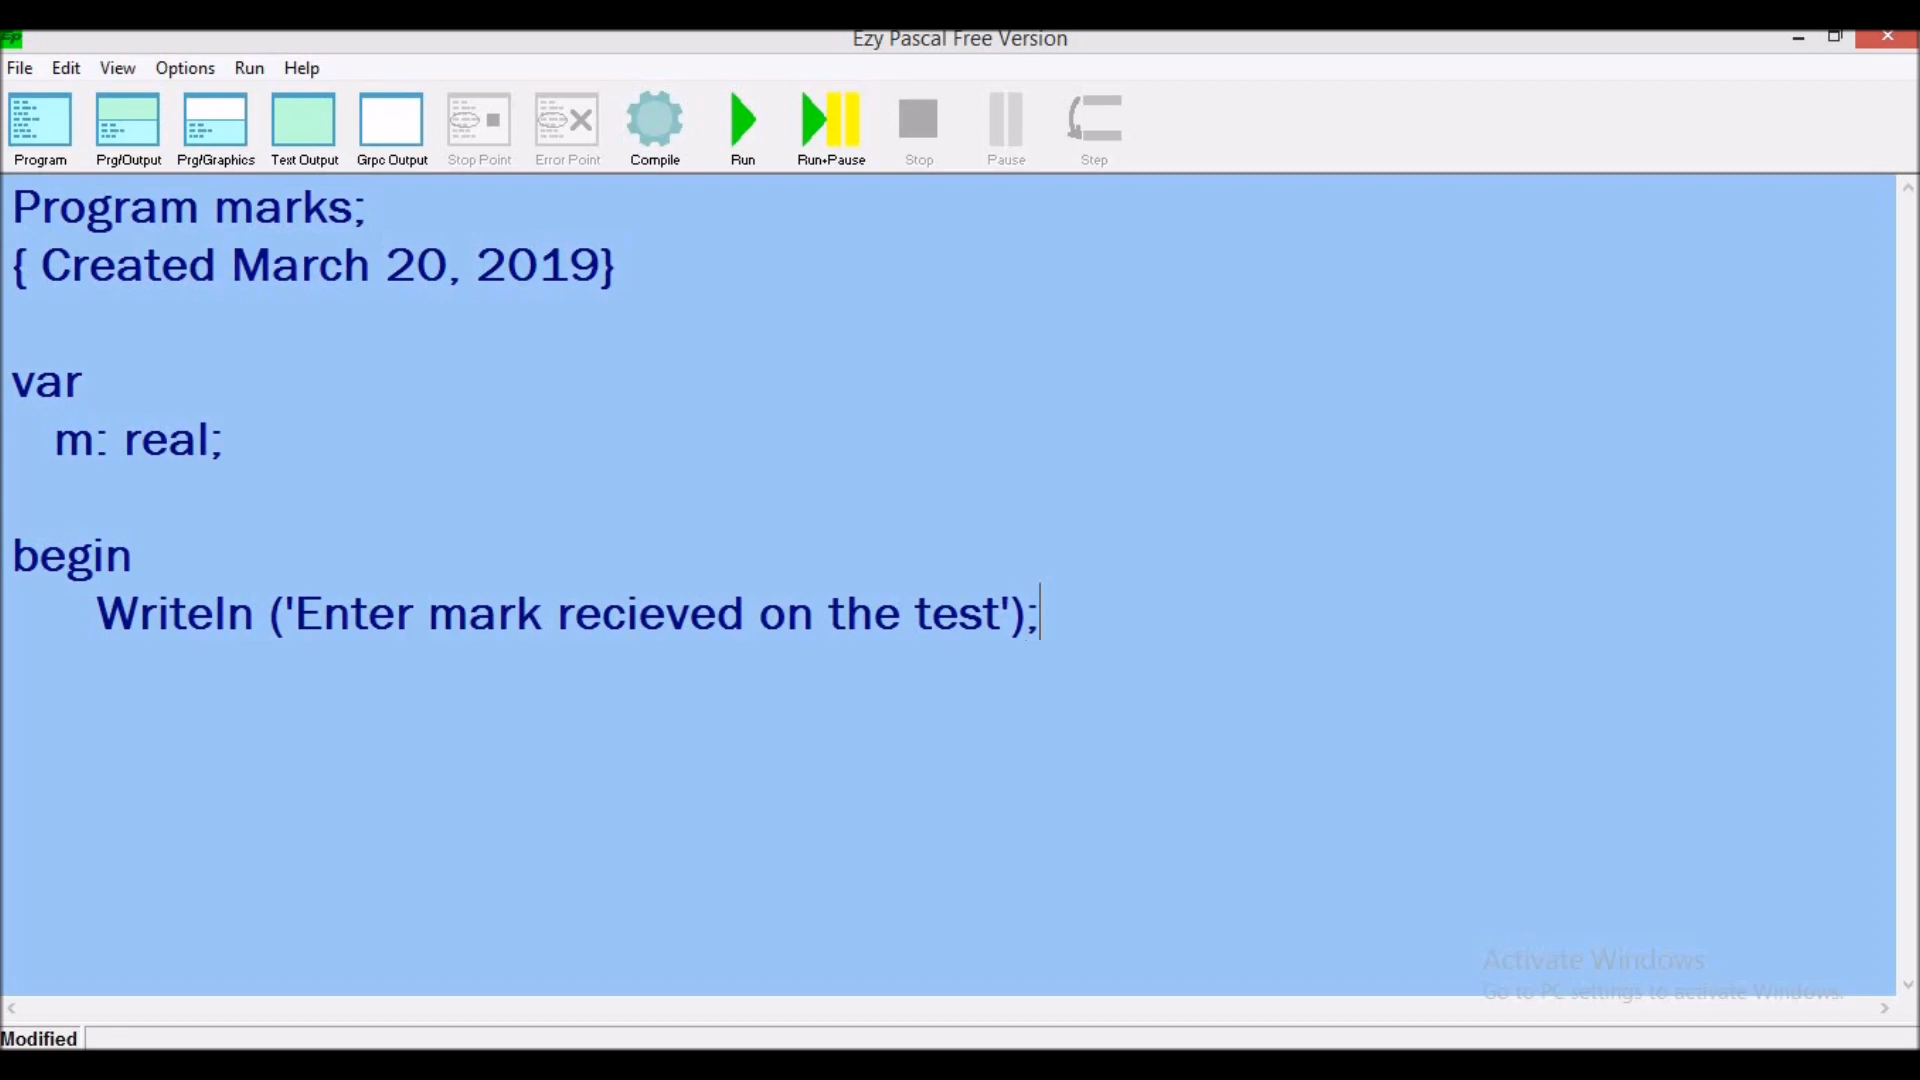 Ezy Pascal Free Version
File Edit View Options Run Help
Program Prg/Output Prg/Graphics Text Output Grpc Output Stop Point Error Point Compile Run Run+Pause Stop Pause Step
Program marks;
{ Created March 20, 2019}
var
m: real;
begin
Writeln ('Enter mark recieved on the test');
Activate Windows
Go to PC settings to activate Windows.
Modified